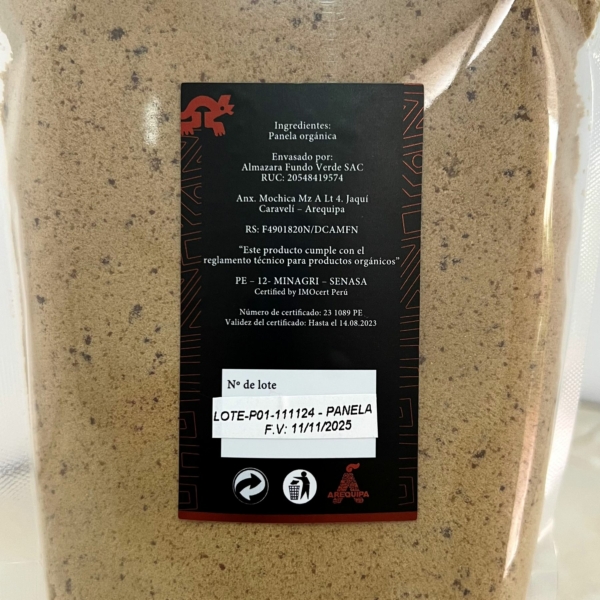 Ingredientes:
Panela orgánica
Envasado por:
Almazara Fundo Verde SAC
RUC: 20548419574
Anx. Mochica Mz A Lt 4. Jaquí
Caravelí – Arequipa
RS: F4901820N/DCAMFN
“Este producto cumple con el
reglamento técnico para productos orgánicos”
PE – 12- MINAGRI – SENASA
Certified by IMOcert Perú
Número de certificado: 23 1089 PE
Validez del certificado: Hasta el 14.08.2023
Nº de lote
LOTE-P01-111124 - PANELA
F.V: 11/11/2025
AREQUIPA